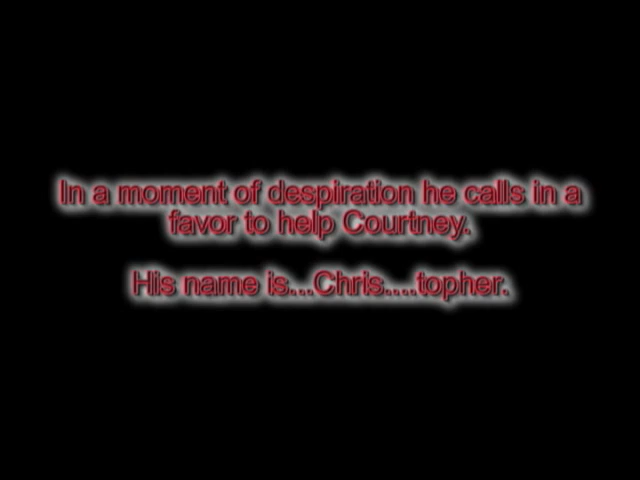 In a moment of despiration he calls in a
favor to help Courtney.
His name is...Chris....topher.